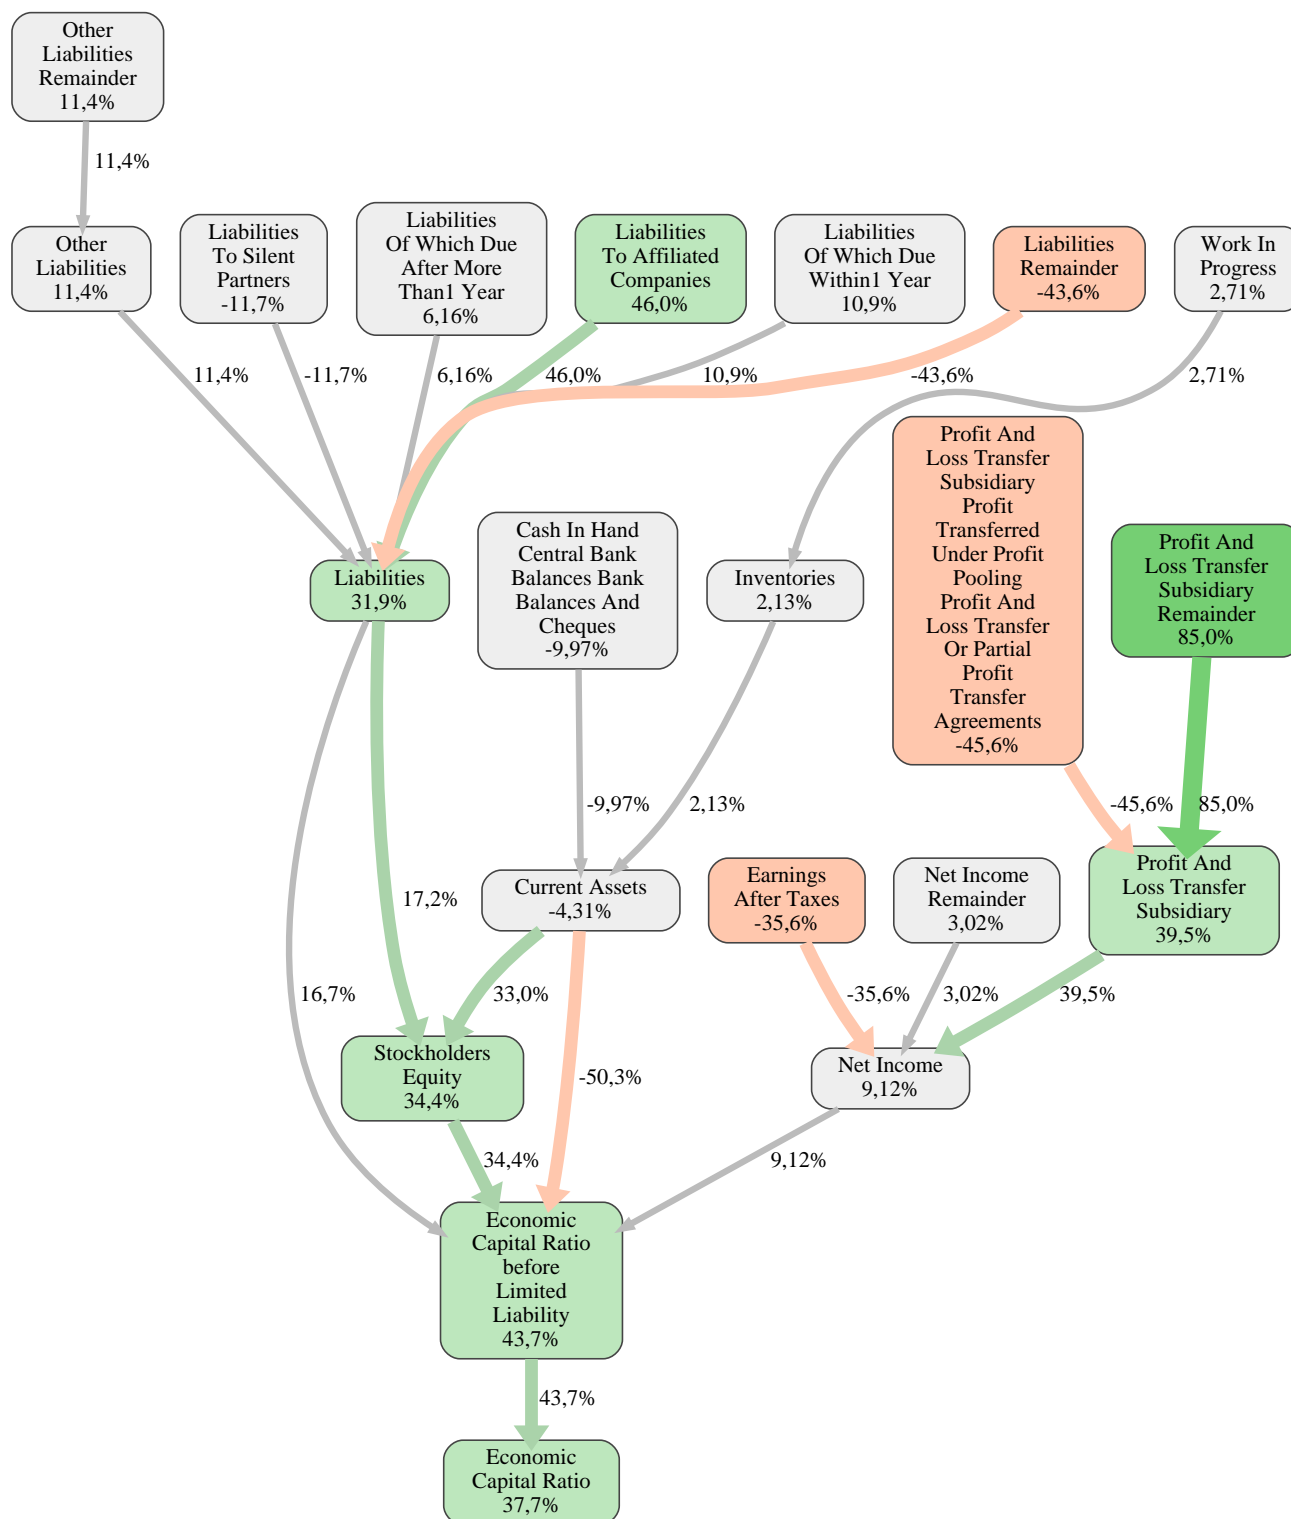 Other
Liabilities
Remainder
11,4%
11,4%
Other
Liabilities
11,4%
Liabilities
To Silent
Partners
-11,7%
Liabilities
Of Which Due
After More
Than1 Year
6,16%
Liabilities
To Affiliated
Companies
46,0%
Liabilities
Of Which Due
Within1 Year
10,9%
Liabilities
Remainder
-43,6%
Work In
Progress
2,71%
11,4%
-11,7%
6,16%
46,0%
10,9%
-43,6%
2,71%
Liabilities
31,9%
Cash In Hand
Central Bank
Balances Bank
Balances And
Cheques
-9,97%
Inventories
2,13%
Profit And
Loss Transfer
Subsidiary
Profit
Transferred
Under Profit
Pooling
Profit And
Loss Transfer
Or Partial
Profit
Transfer
Agreements
-45,6%
Profit And
Loss Transfer
Subsidiary
Remainder
85,0%
-9,97%
2,13%
-45,6%
85,0%
17,2%
Current Assets
-4,31%
Earnings
After Taxes
-35,6%
Net Income
Remainder
3,02%
Profit And
Loss Transfer
Subsidiary
39,5%
16,7%
33,0%
-35,6%
3,02%
39,5%
Stockholders
Equity
34,4%
-50,3%
Net Income
9,12%
34,4%
9,12%
Economic
Capital Ratio
before
Limited
Liability
43,7%
43,7%
Economic
Capital Ratio
37,7%